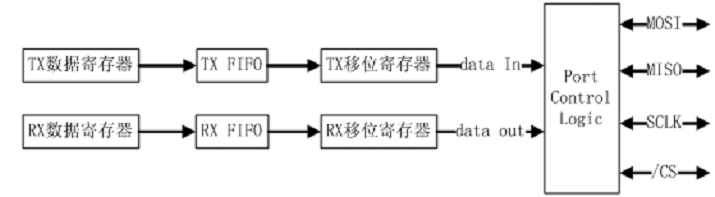 TX数据寄存器
TX FIFO
TX移位寄存器
data In
RX数据寄存器
RX FIFO
RX移位寄存器
data out
Port
Control
Logic
MOSI
MISO
SCLK
/CS